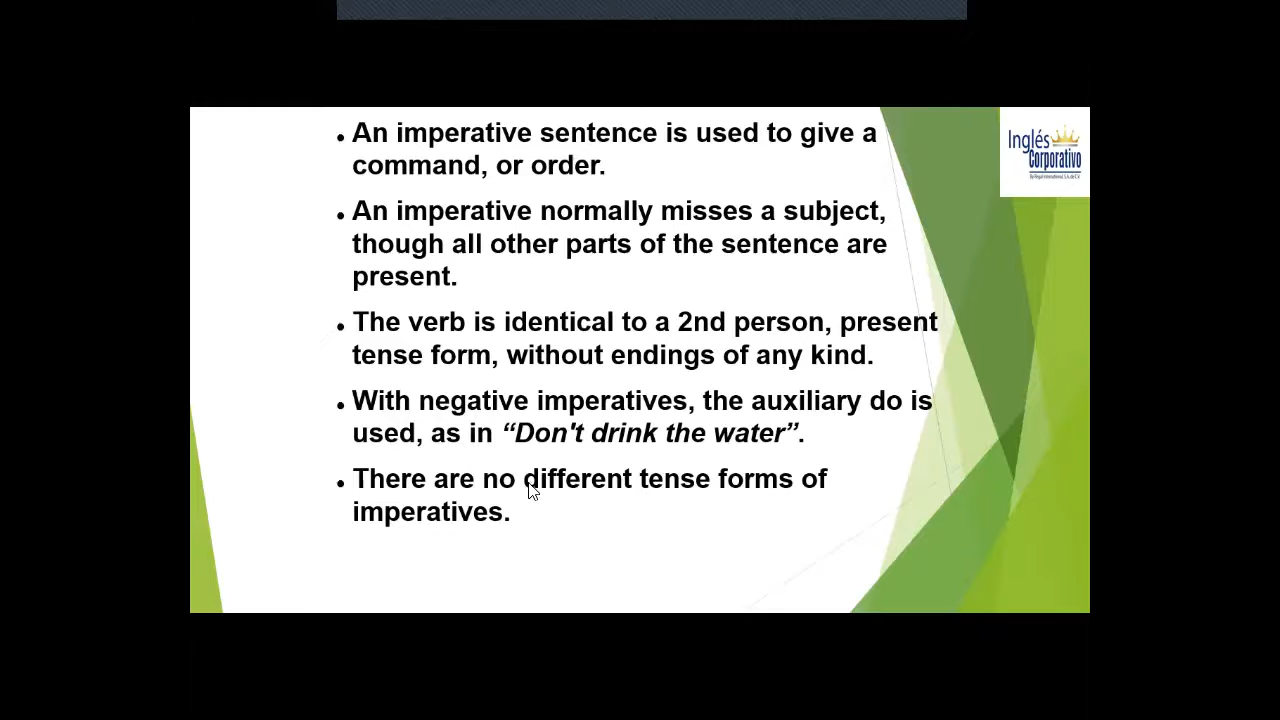 • An imperative sentence is used to give a
command, or order.
• An imperative normally misses a subject,
though all other parts of the sentence are
present.
• The verb is identical to a 2nd person, present
tense form, without endings of any kind.
• With negative imperatives, the auxiliary do is
used, as in “Don't drink the water”.
• There are no different tense forms of
imperatives.
Inglés
Corporativo